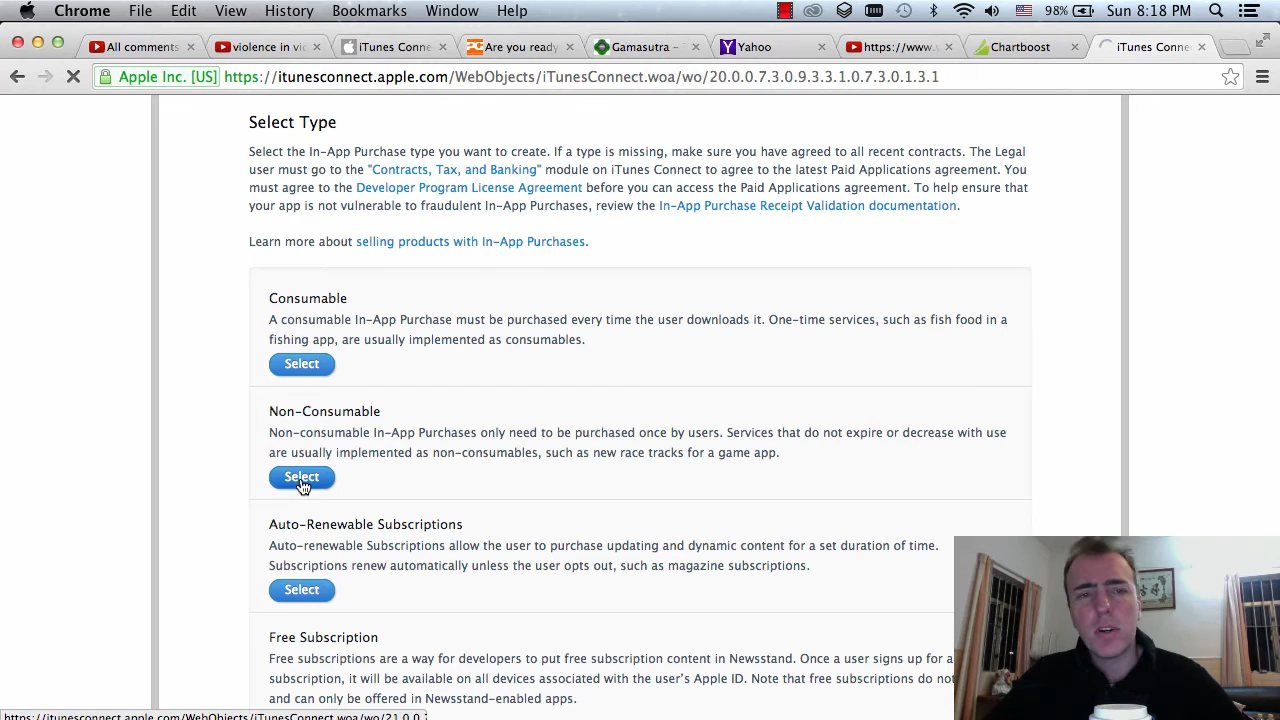 Chrome File Edit View History Bookmarks Window Help 98% Sun 8:18 PM
All comments violence in vi iTunes Conne Are you ready Gamasutra - Yahoo https://www. Chartboost iTunes Conne
Apple Inc. [US] https://itunesconnect.apple.com/WebObjects/iTunesConnect.woa/wo/20.0.0.7.3.0.9.3.3.1.0.7.3.0.1.3.1
Select Type
Select the In-App Purchase type you want to create. If a type is missing, make sure you have agreed to all recent contracts. The Legal
user must go to the "Contracts, Tax, and Banking" module on iTunes Connect to agree to the latest Paid Applications agreement. You
must agree to the Developer Program License Agreement before you can access the Paid Applications agreement. To help ensure that
your app is not vulnerable to fraudulent In-App Purchases, review the In-App Purchase Receipt Validation documentation.
Learn more about selling products with In-App Purchases.
Consumable
A consumable In-App Purchase must be purchased every time the user downloads it. One-time services, such as fish food in a
fishing app, are usually implemented as consumables.
Select
Non-Consumable
Non-consumable In-App Purchases only need to be purchased once by users. Services that do not expire or decrease with use
are usually implemented as non-consumables, such as new race tracks for a game app.
Select
Auto-Renewable Subscriptions
Auto-renewable Subscriptions allow the user to purchase updating and dynamic content for a set duration of time.
Subscriptions renew automatically unless the user opts out, such as magazine subscriptions.
Select
Free Subscription
Free subscriptions are a way for developers to put free subscription content in Newsstand. Once a user signs up for a
subscription, it will be available on all devices associated with the user's Apple ID. Note that free subscriptions do no
and can only be offered in Newsstand-enabled apps.
https://itunesconnect.apple.com/WebObjects/iTunesConnect.woa/wo/21.0.0.